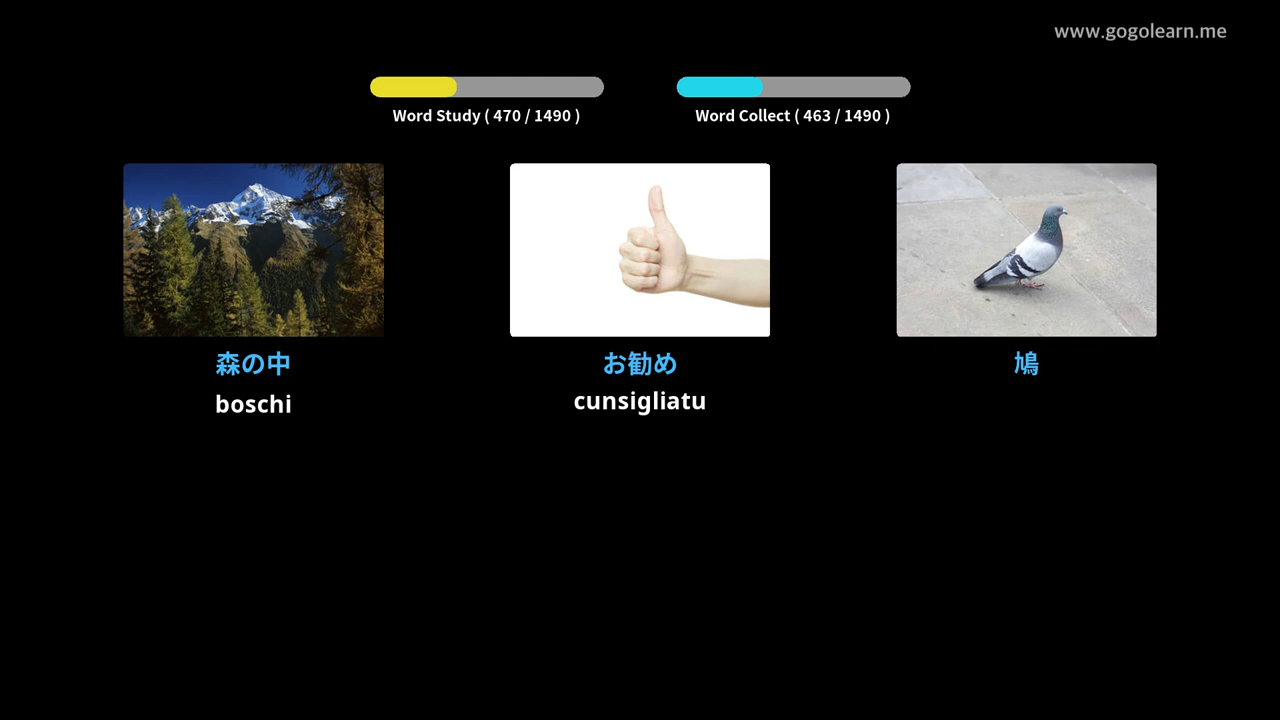 www.gogolearn.me
Word Study ( 470 / 1490 )
Word Collect ( 463 / 1490 )
森の中
boschi
お勧め
cunsigliatu
鳩